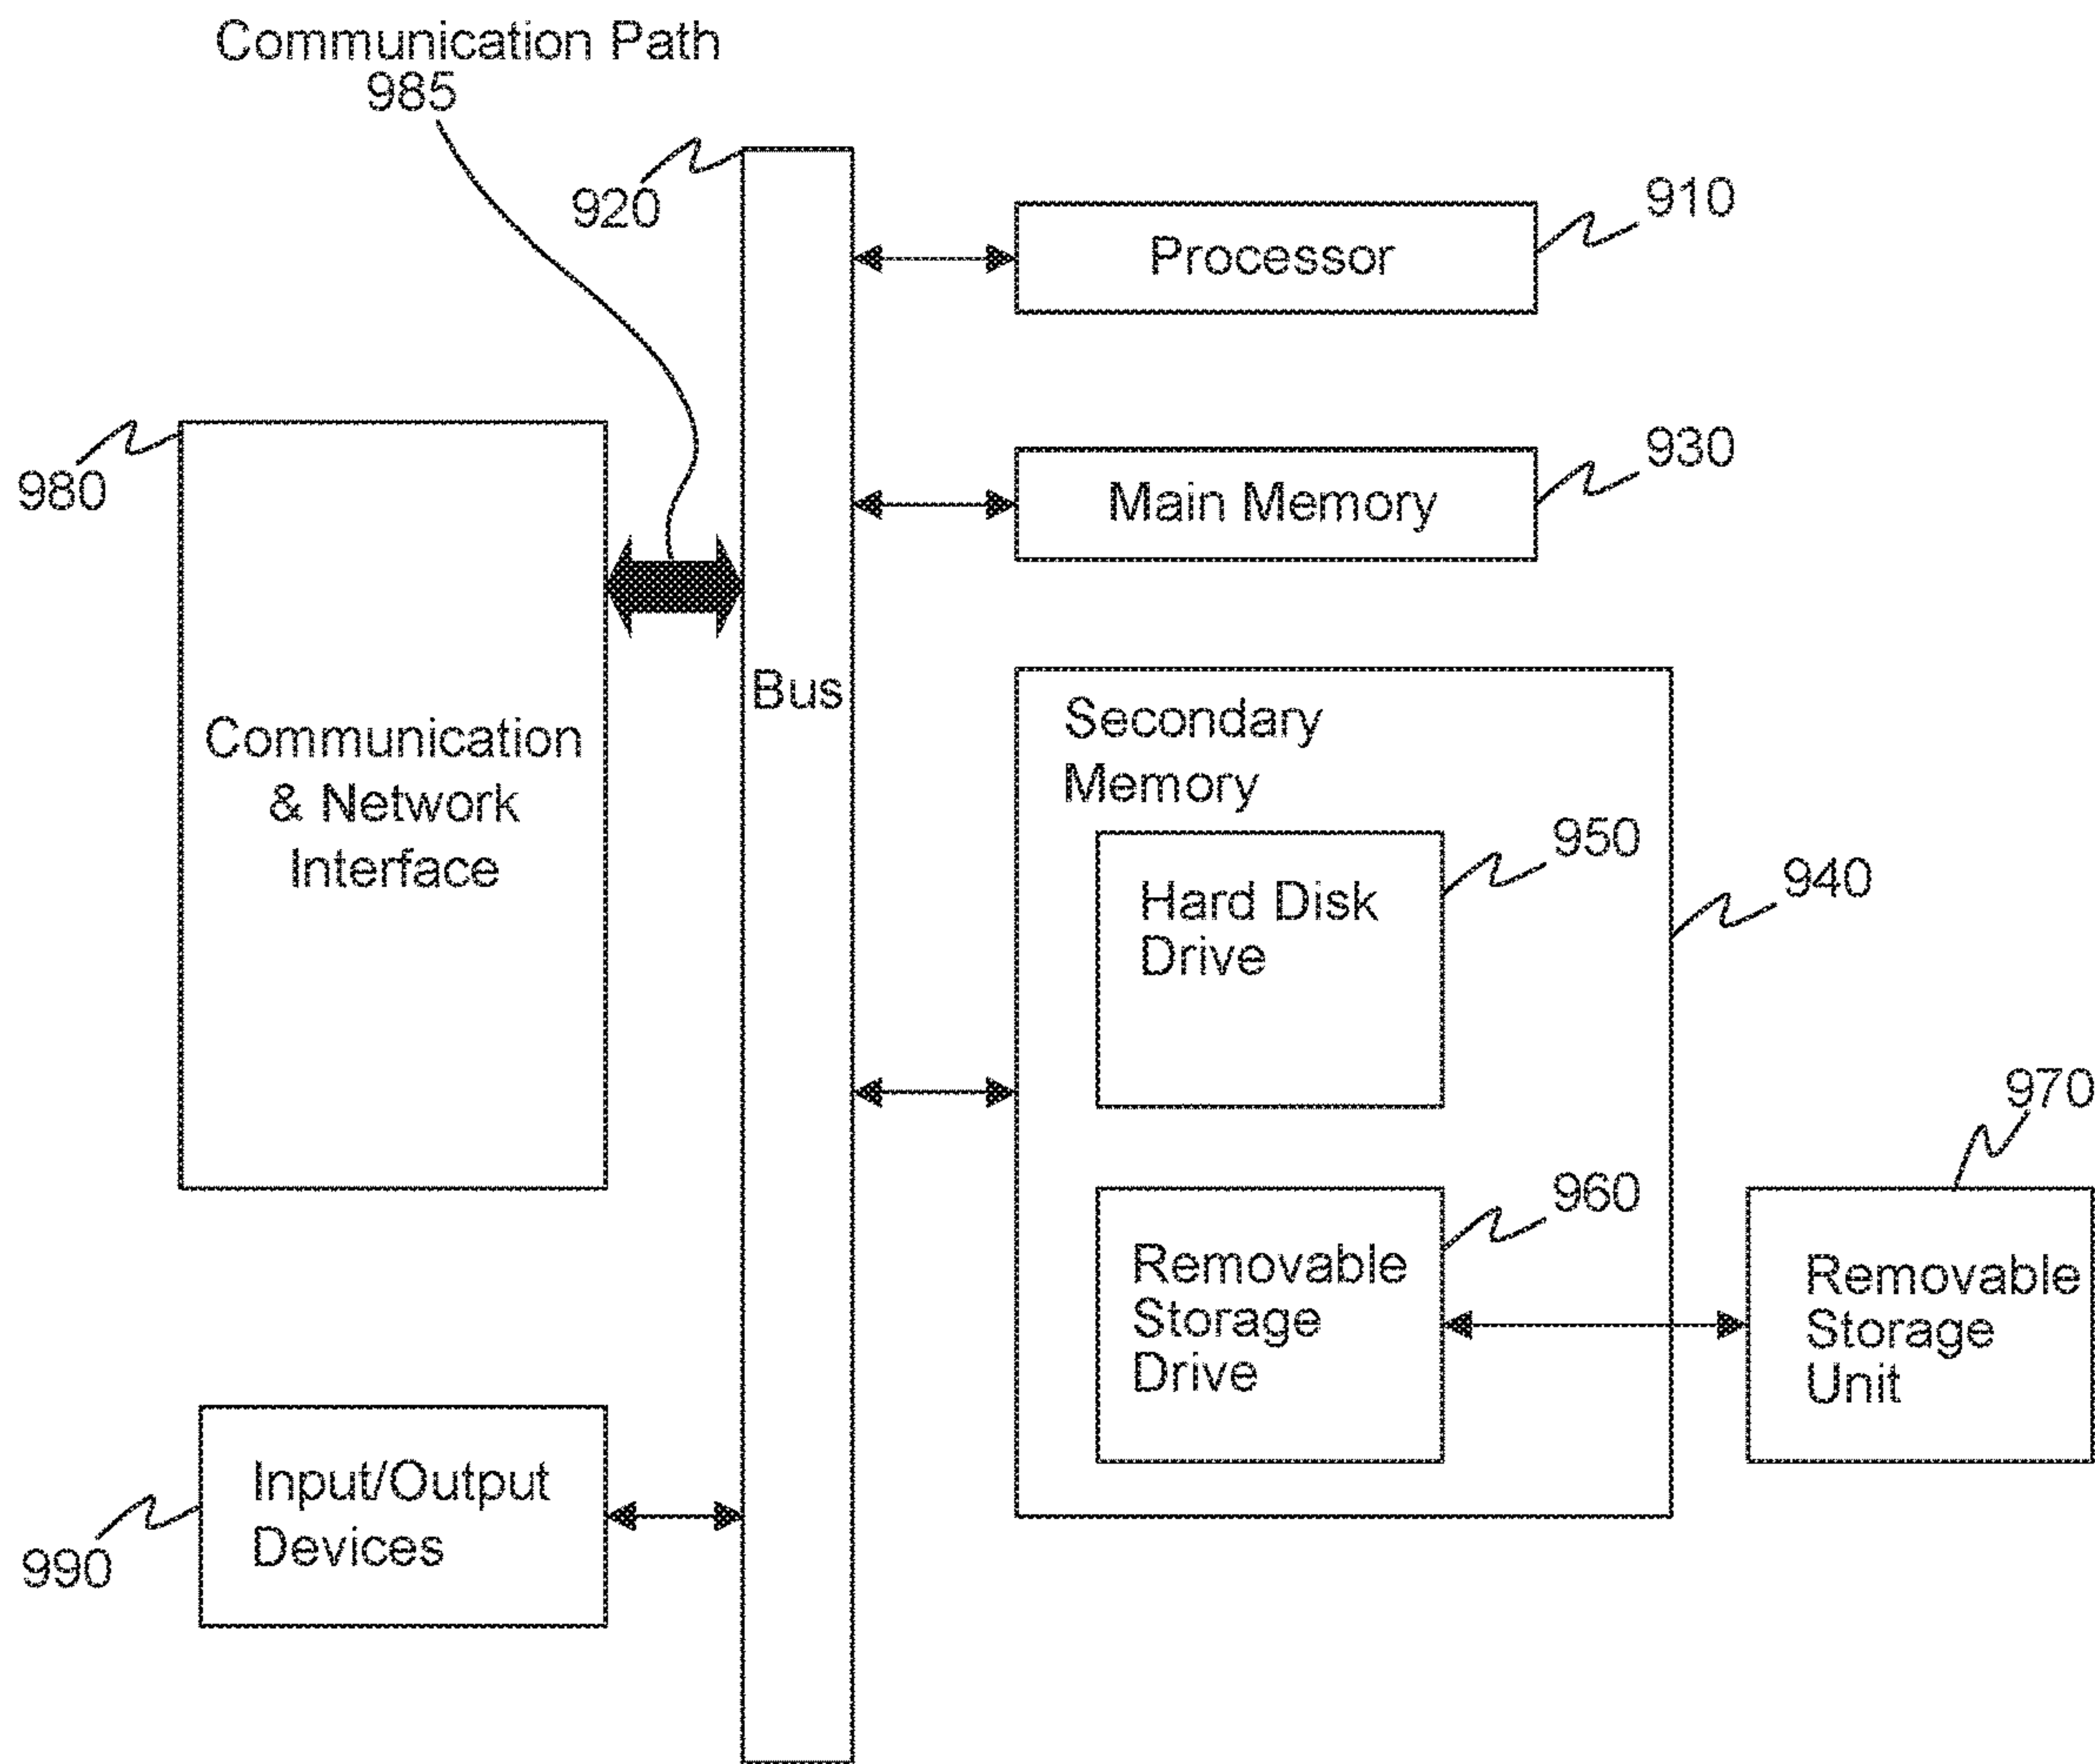 Communication Path
985
920
910
Processor
930
Main Memory
980
Bus
Communication
& Network
Interface
Secondary
Memory
950
Hard Disk
Drive
940
970
960
Removable
Storage
Drive
Removable
Storage
Unit
Input/Output
Devices
990